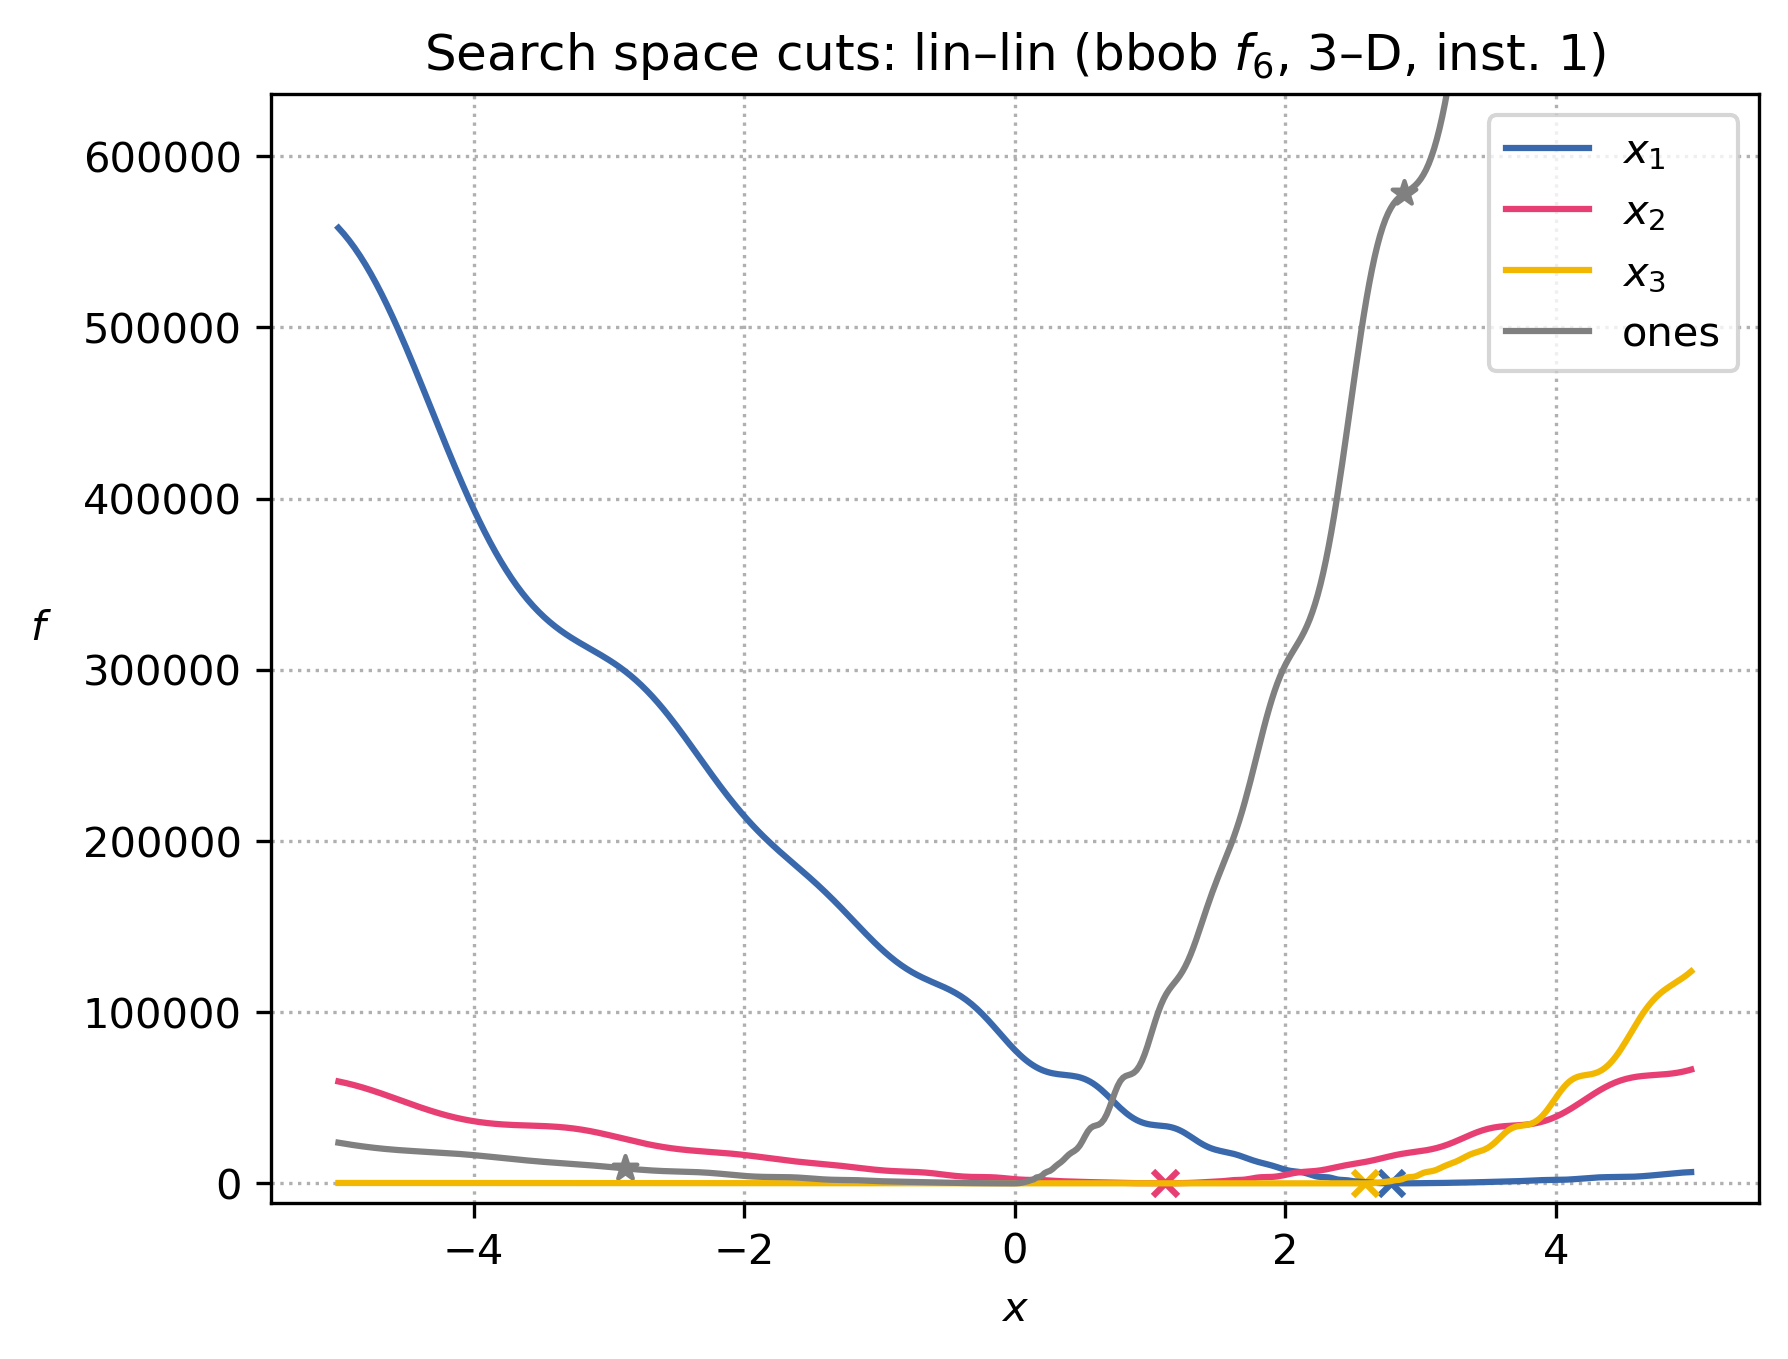 Search space cuts: lin–lin (bbob f₆, 3–D, inst. 1)
600000
500000
400000
300000
200000
100000
0
f
x₁
x₂
x₃
ones
−4
−2
0
2
4
x